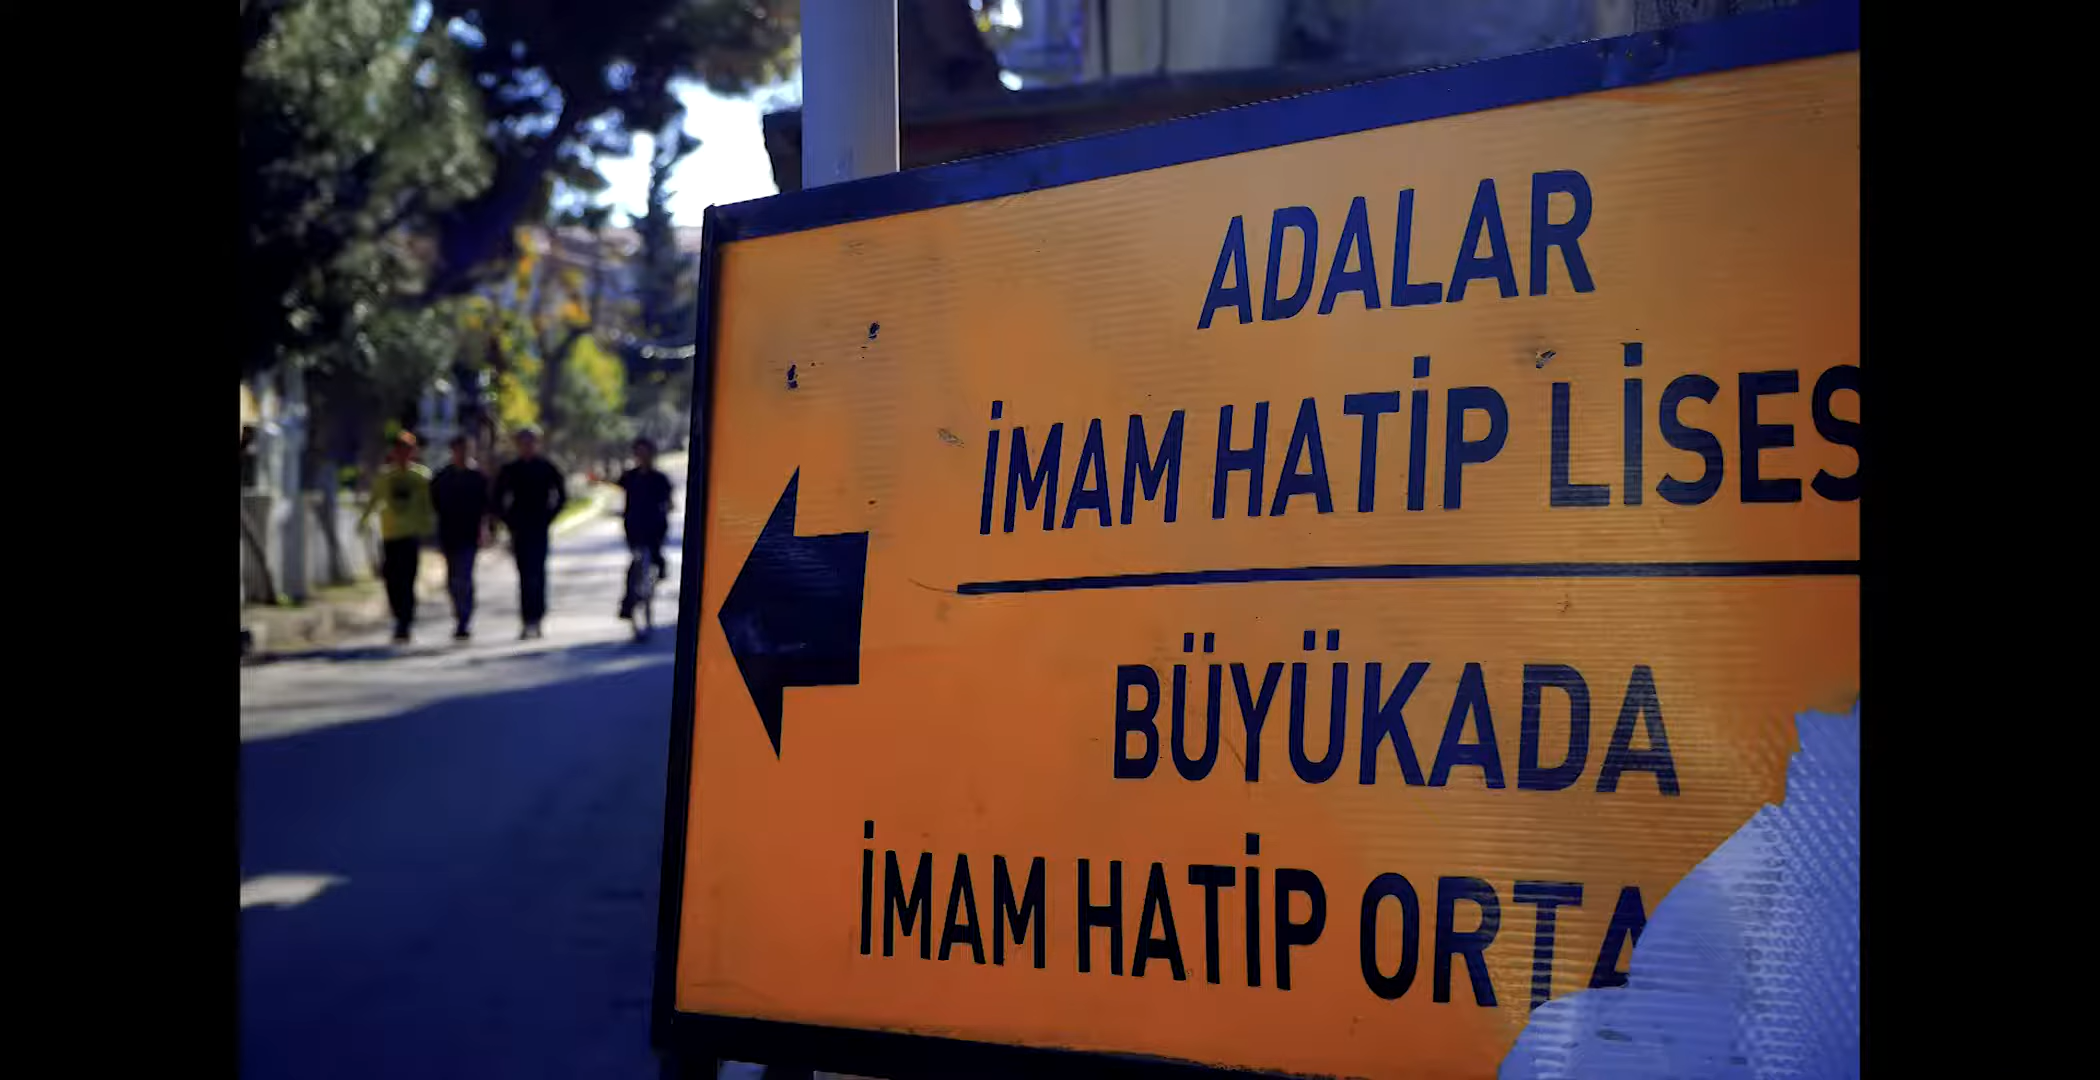 ADALAR
İMAM HATİP LİSES
BÜYÜKADA
İMAM HATİP ORTA